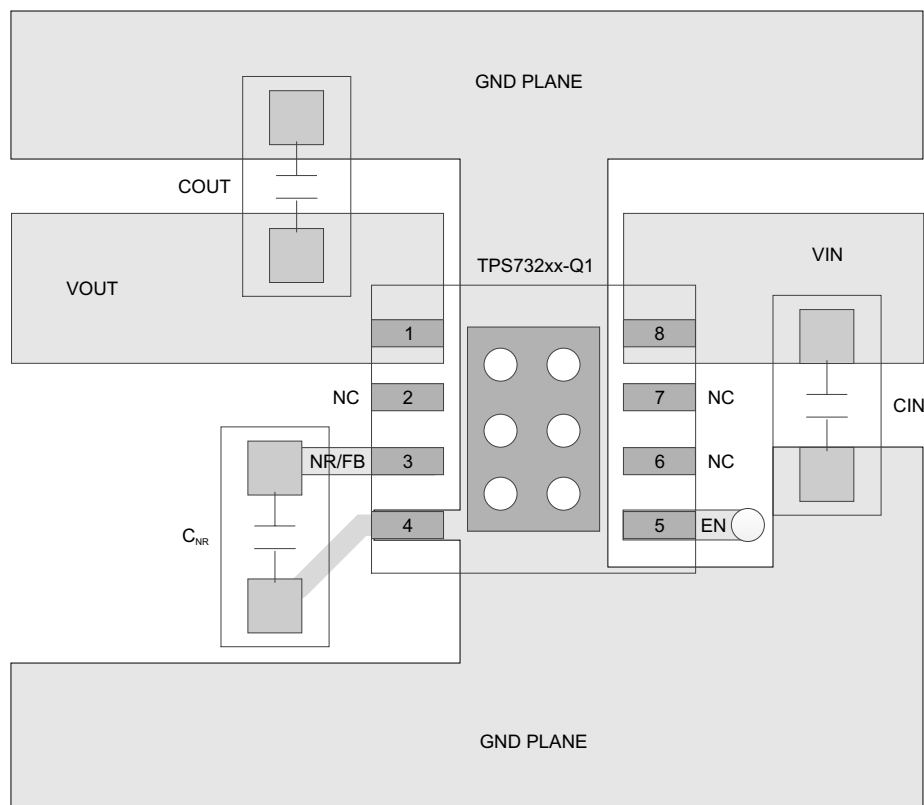 GND PLANE
COUT
TPS732xx-Q1
VIN
VOUT
1
8
NC
2
7
NC
CIN
NR/FB
3
6
NC
CNR
4
5
EN
GND PLANE